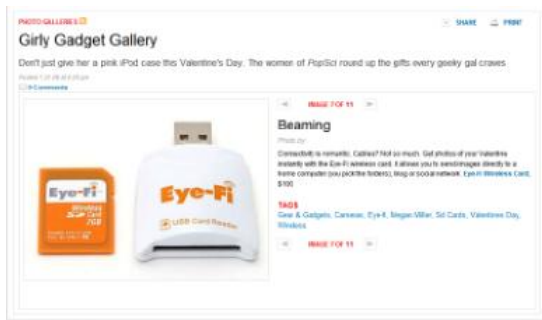 PHOTO GALLERIES
SHARE PRINT
Girly Gadget Gallery
Don't just give her a pink iPod case this Valentine's Day. The women of PopSci round up the gifts every geeky gal craves
0 Comments
IMAGE 7 OF 11
Beaming
Photo by
Connectivity is romantic. Cables? Not so much. Get photos of your Valentine
instantly with the Eye-Fi wireless card. It allows you to send images directly to a
home computer (you pick the folders), blog or social network. Eye-Fi Wireless Card,
$100
TAGS
Gear & Gadgets, Cameras, Eye-fi, Megan Miller, Sd Cards, Valentines Day,
Wireless
IMAGE 7 OF 11
Eye-Fi
Wireless
SD Card
2GB
Eye-Fi
USB Card Reader